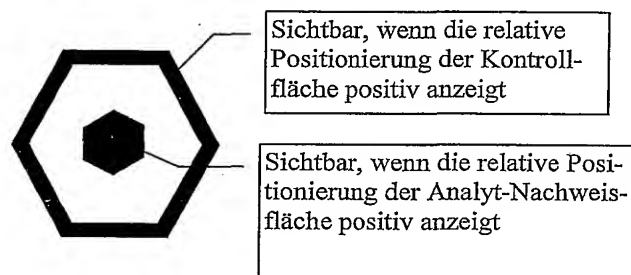 Sichtbar, wenn die relative
Positionierung der Kontroll-
fläche positiv anzeigt
Sichtbar, wenn die relative Posi-
tionierung der Analyt-Nachweis-
fläche positiv anzeigt